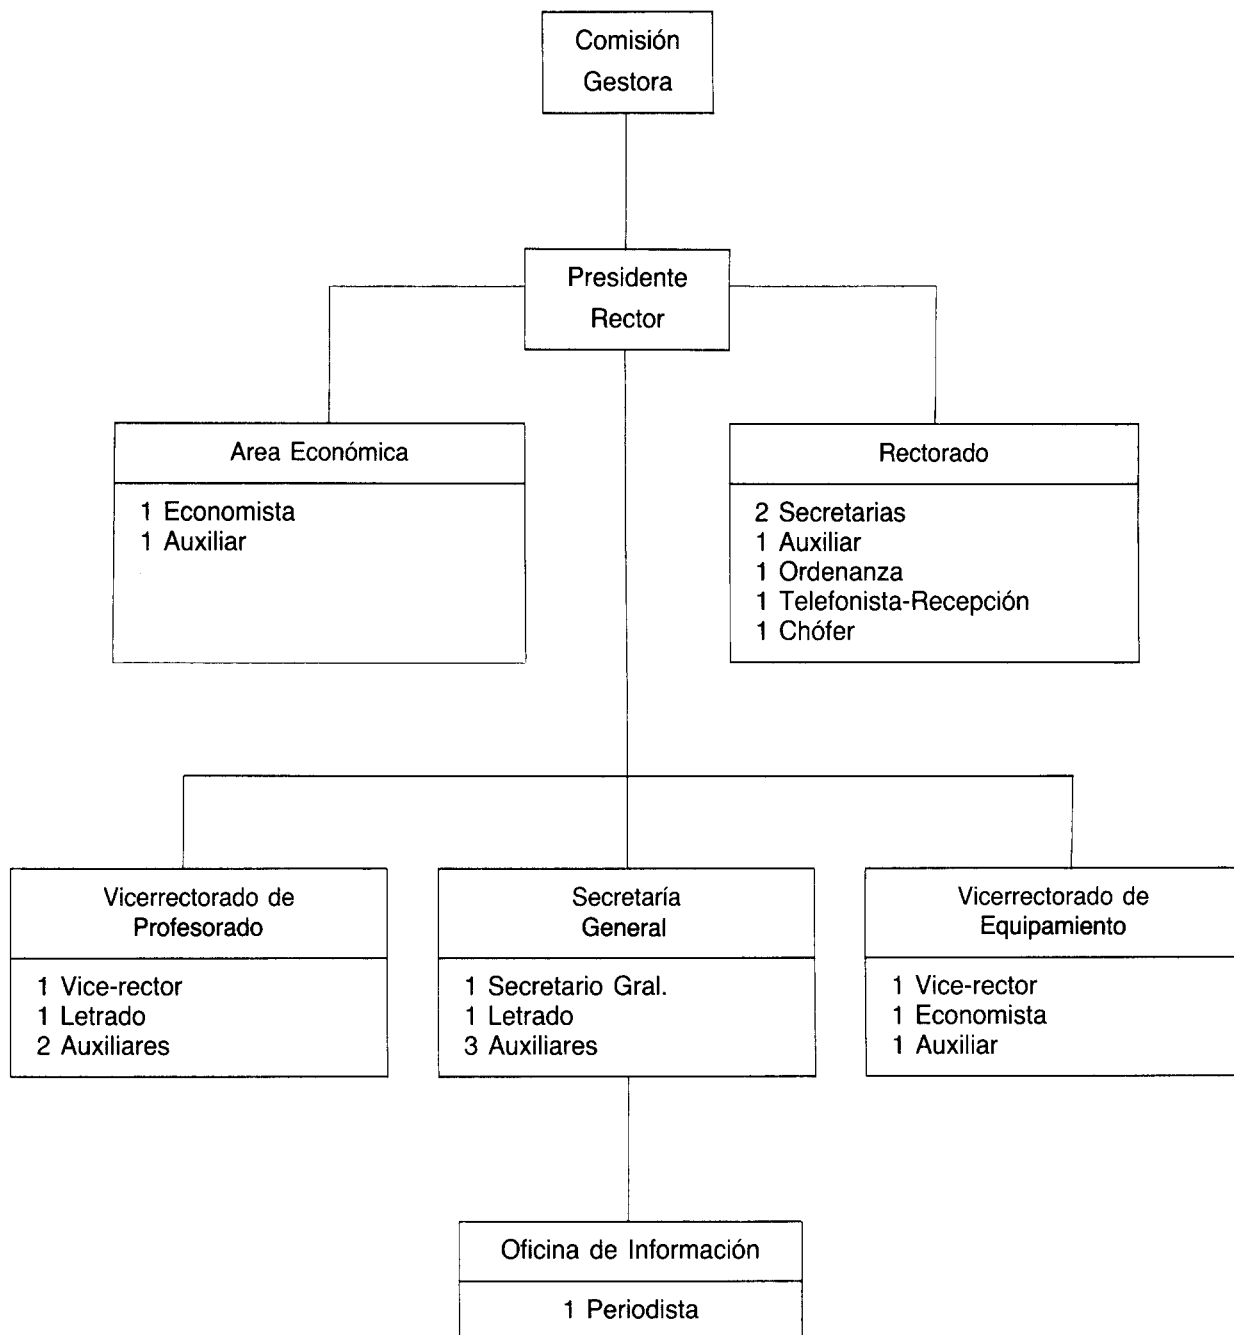 Comisión
Gestora
Presidente
Rector
Area Económica
1 Economista
1 Auxiliar
Rectorado
2 Secretarias
1 Auxiliar
1 Ordenanza
1 Telefonista-Recepción
1 Chófer
Vicerrectorado de
Profesorado
1 Vice-rector
1 Letrado
2 Auxiliares
Secretaría
General
1 Secretario Gral.
1 Letrado
3 Auxiliares
Vicerrectorado de
Equipamiento
1 Vice-rector
1 Economista
1 Auxiliar
Oficina de Información
1 Periodista